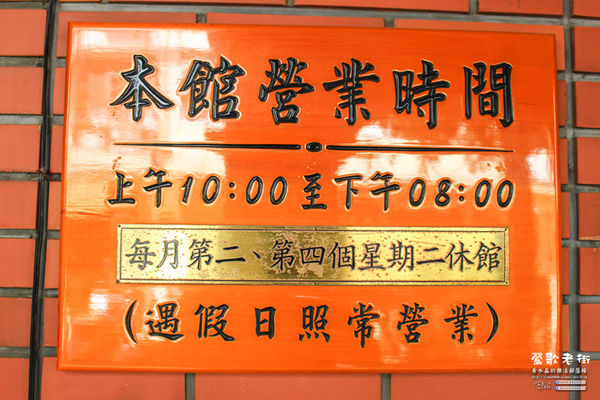 本館營業時間
上午10:00至下午08:00
每月第二、第四個星期二休館
(遇假日照常營業)
鶯歌老街
TENG